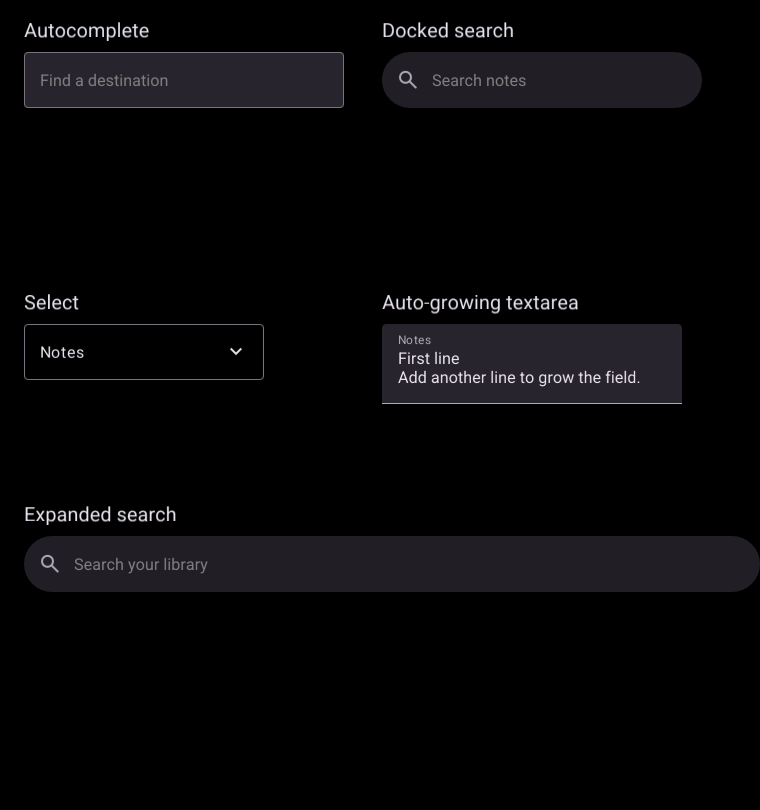 Autocomplete
Find a destination
Docked search
Search notes
Select
Notes
Auto-growing textarea
Notes
First line
Add another line to grow the field.
Expanded search
Search your library